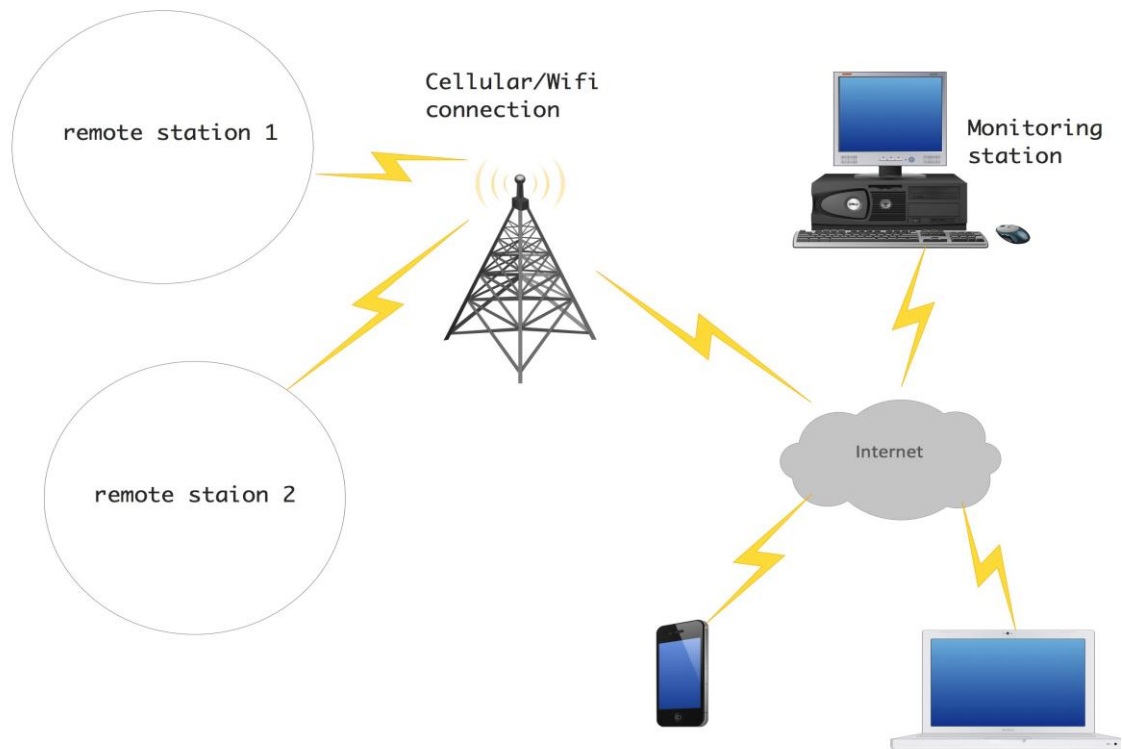 Cellular/Wifi
connection
remote station 1
Monitoring
station
Internet
remote staion 2